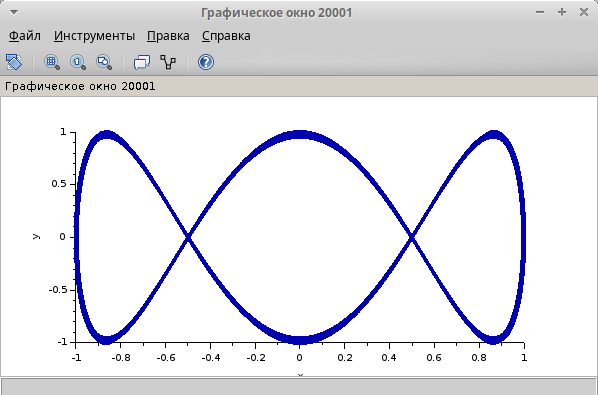 Графическое окно 20001
Файл Инструменты Правка Справка
Графическое окно 20001
1
0.5
0
-0.5
-1
y
-1 -0.8 -0.6 -0.4 -0.2 0 0.2 0.4 0.6 0.8 1